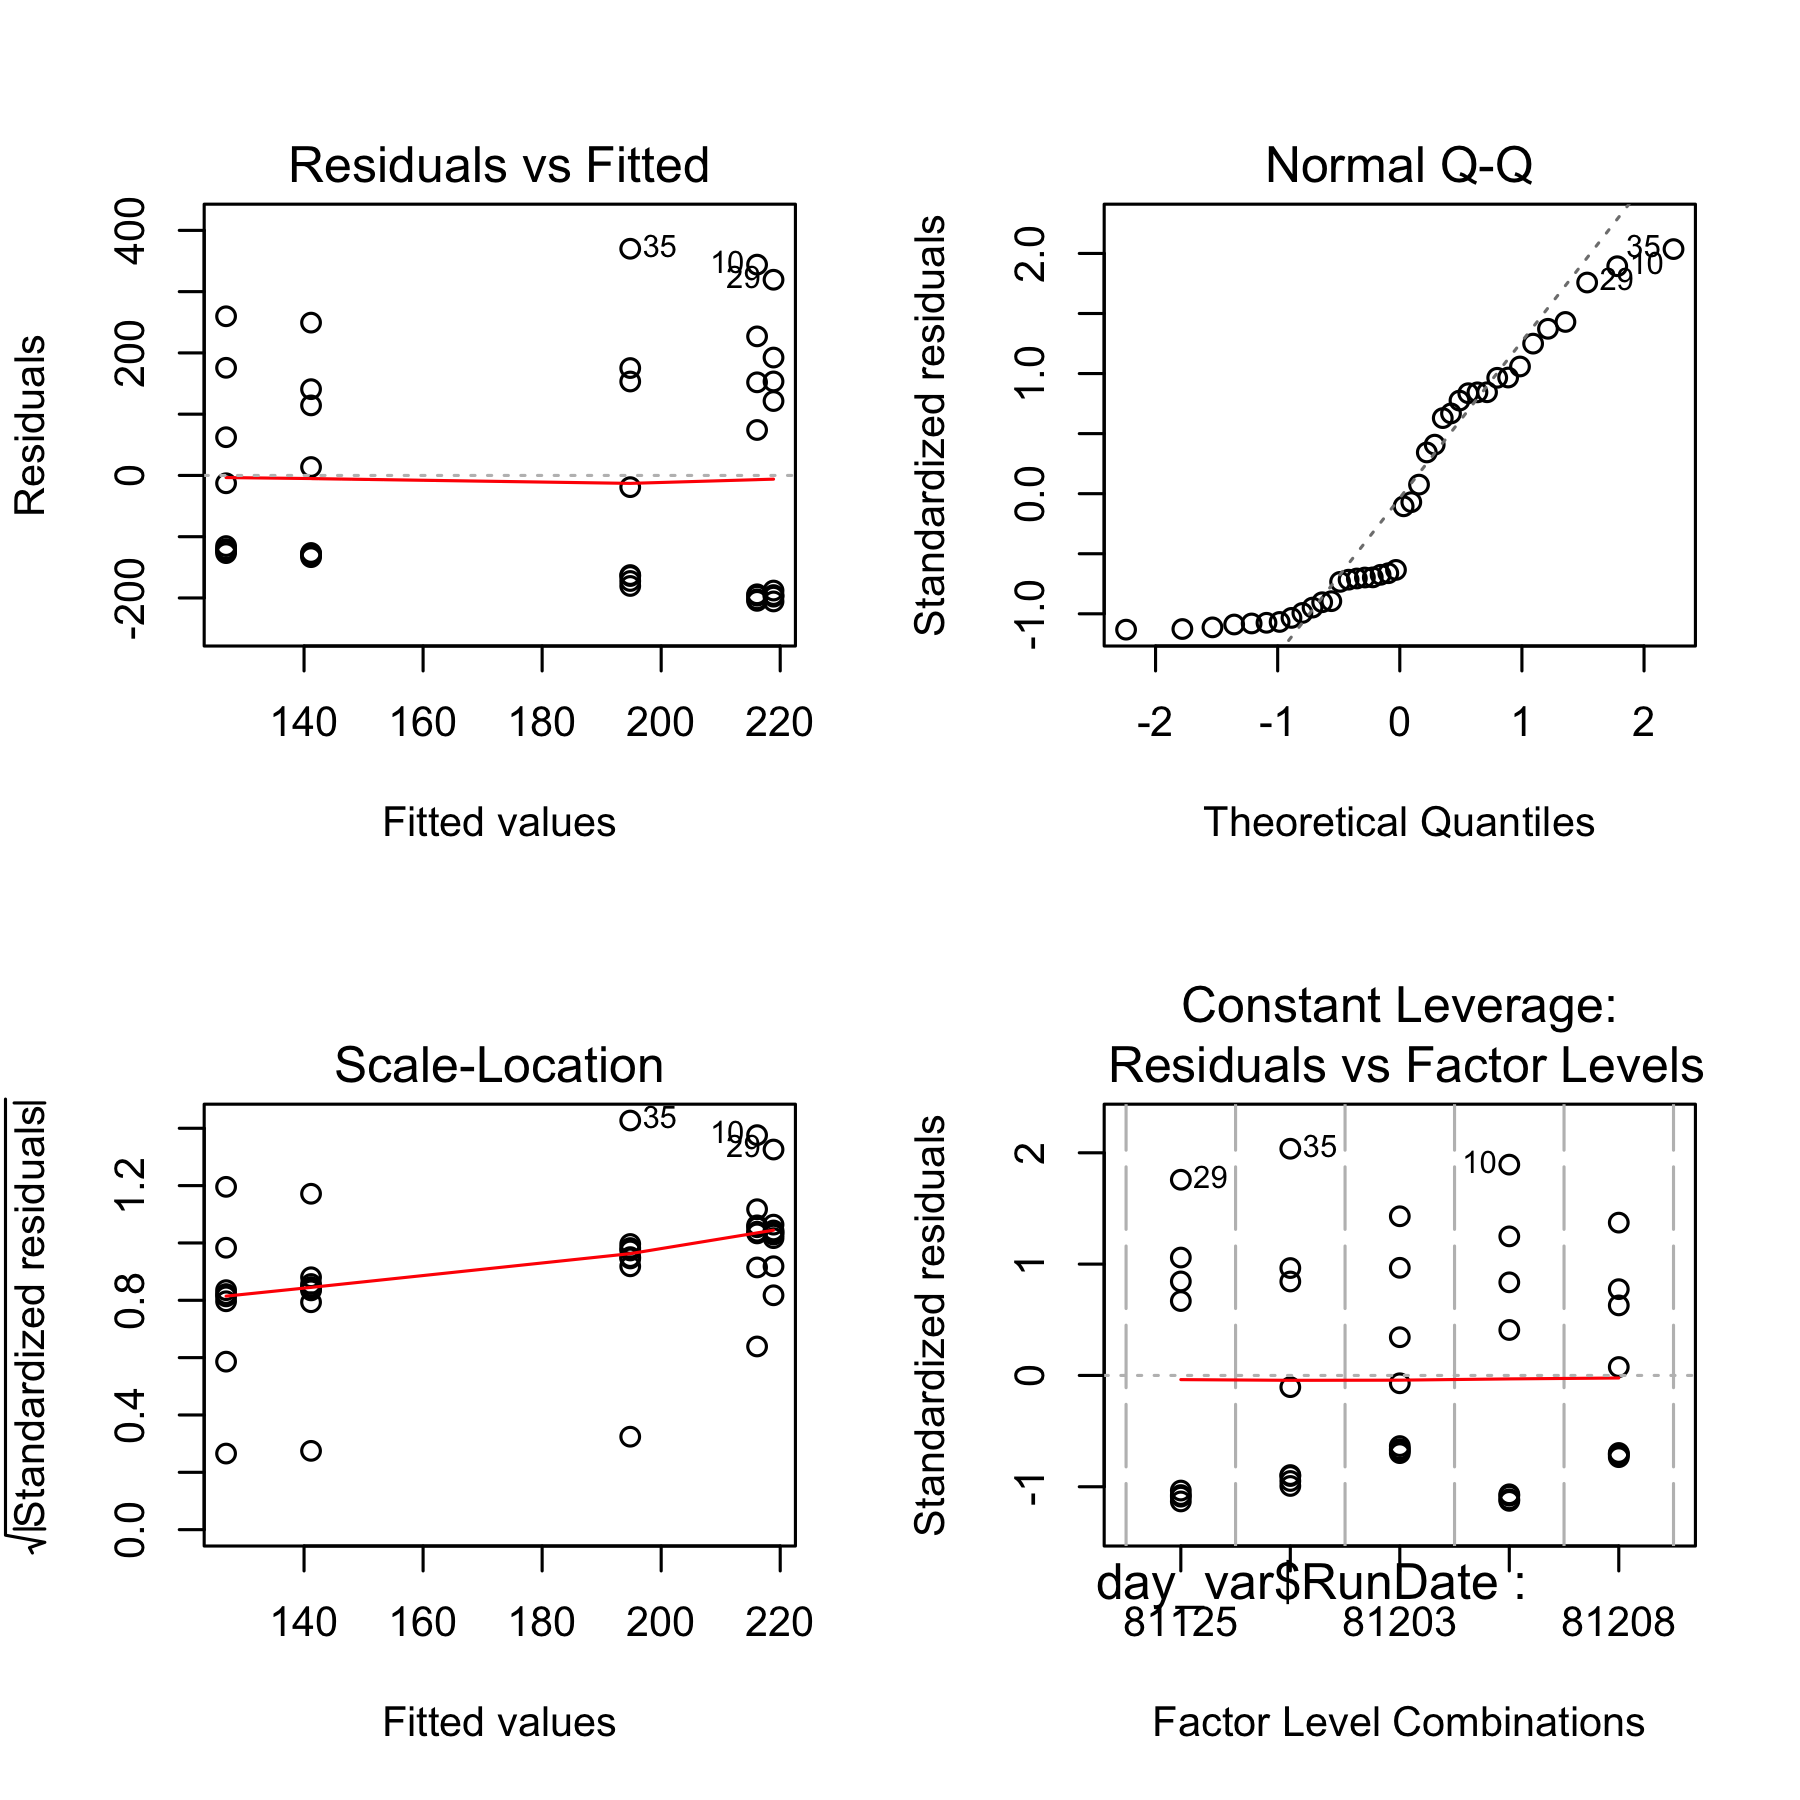 Residuals vs Fitted
Residuals
400
200
0
-200
35
10
29
140 160 180 200 220
Fitted values
Normal Q-Q
Standardized residuals
2.0
1.0
0.0
-1.0
35
10
29
-2 -1 0 1 2
Theoretical Quantiles
Scale-Location
√|Standardized residuals|
1.2
0.8
0.4
0.0
35
10
29
140 160 180 200 220
Fitted values
Constant Leverage:
Residuals vs Factor Levels
Standardized residuals
2
1
0
-1
29
35
10
day_var$RunDate :
81125 81203 81208
Factor Level Combinations